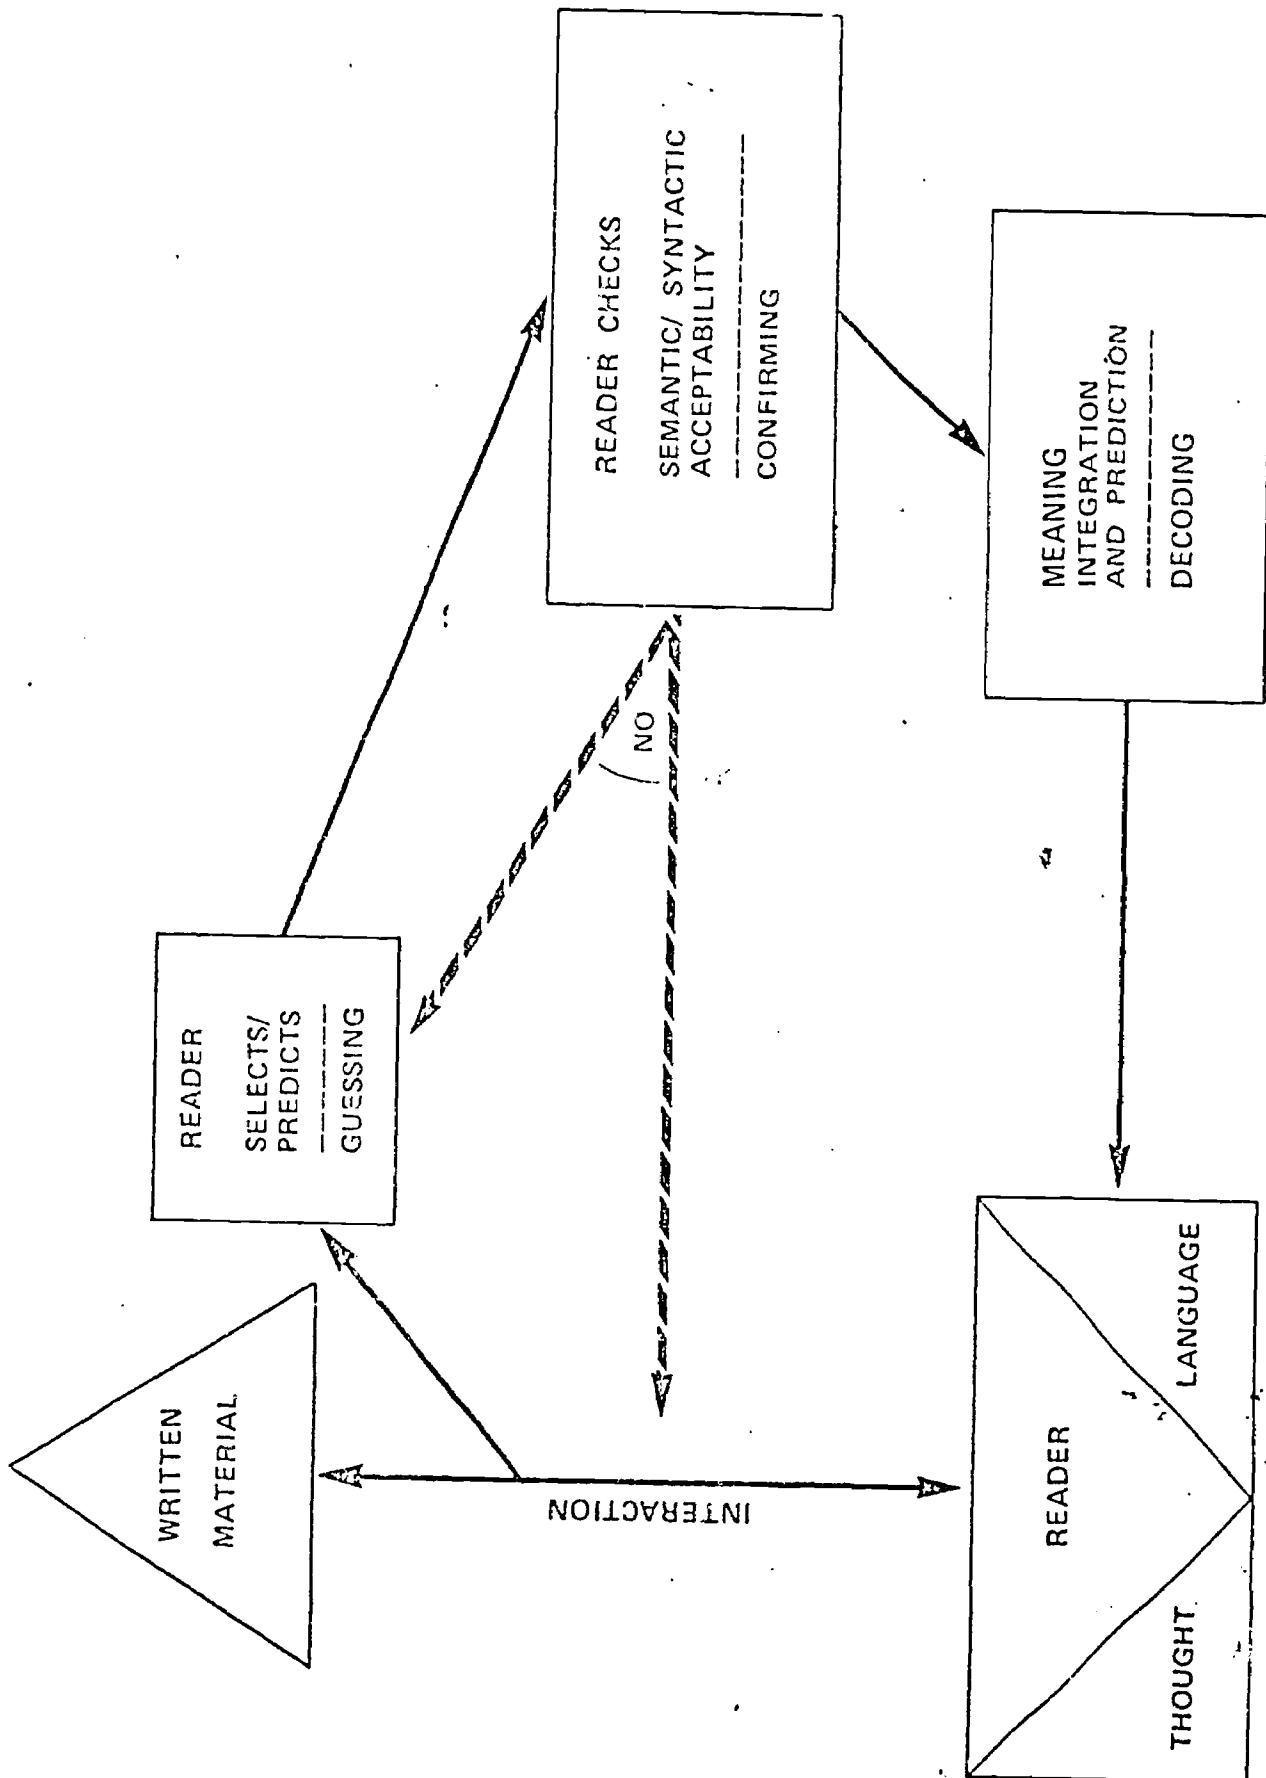 WRITTEN
MATERIAL
READER
SELECTS/
PREDICTS
GUESSING
READER CHECKS
SEMANTIC/ SYNTACTIC
ACCEPTABILITY
CONFIRMING
NO
INTERACTION
MEANING
INTEGRATION
AND PREDICTION
DECODING
READER
THOUGHT
LANGUAGE